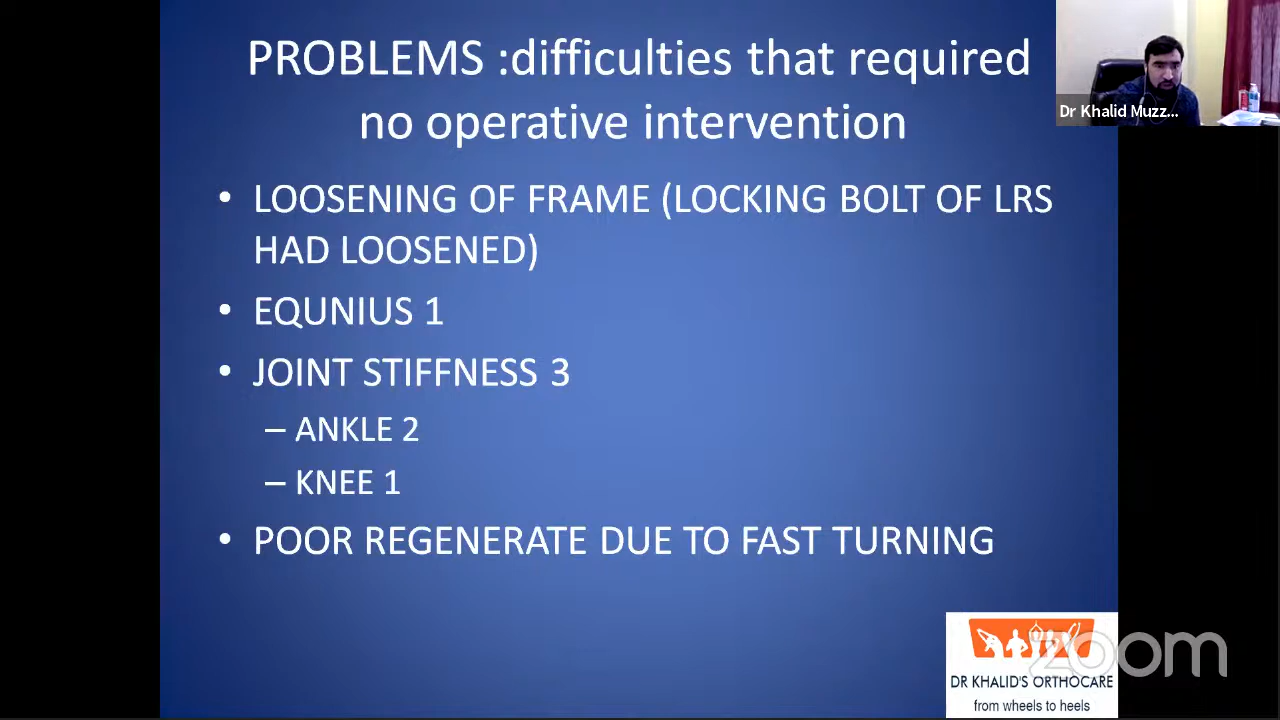 PROBLEMS :difficulties that required
no operative intervention
Dr Khalid Muzz...
• LOOSENING OF FRAME (LOCKING BOLT OF LRS
HAD LOOSENED)
• EQUNIUS 1
• JOINT STIFFNESS 3
– ANKLE 2
– KNEE 1
• POOR REGENERATE DUE TO FAST TURNING
zoom
DR KHALID'S ORTHOCARE
from wheels to heels